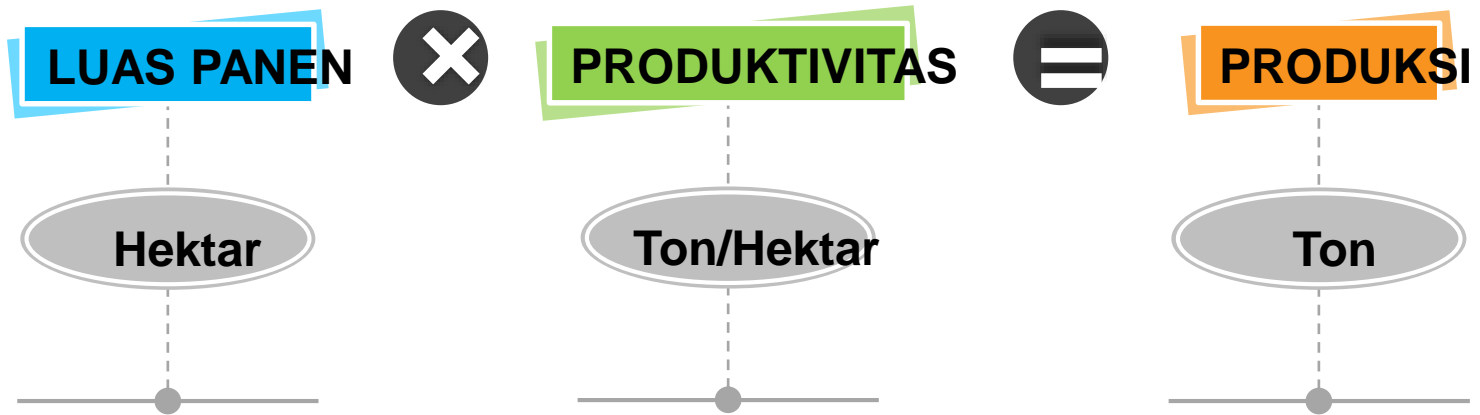 LUAS PANEN × PRODUKTIVITAS = PRODUKSI
Hektar Ton/Hektar Ton